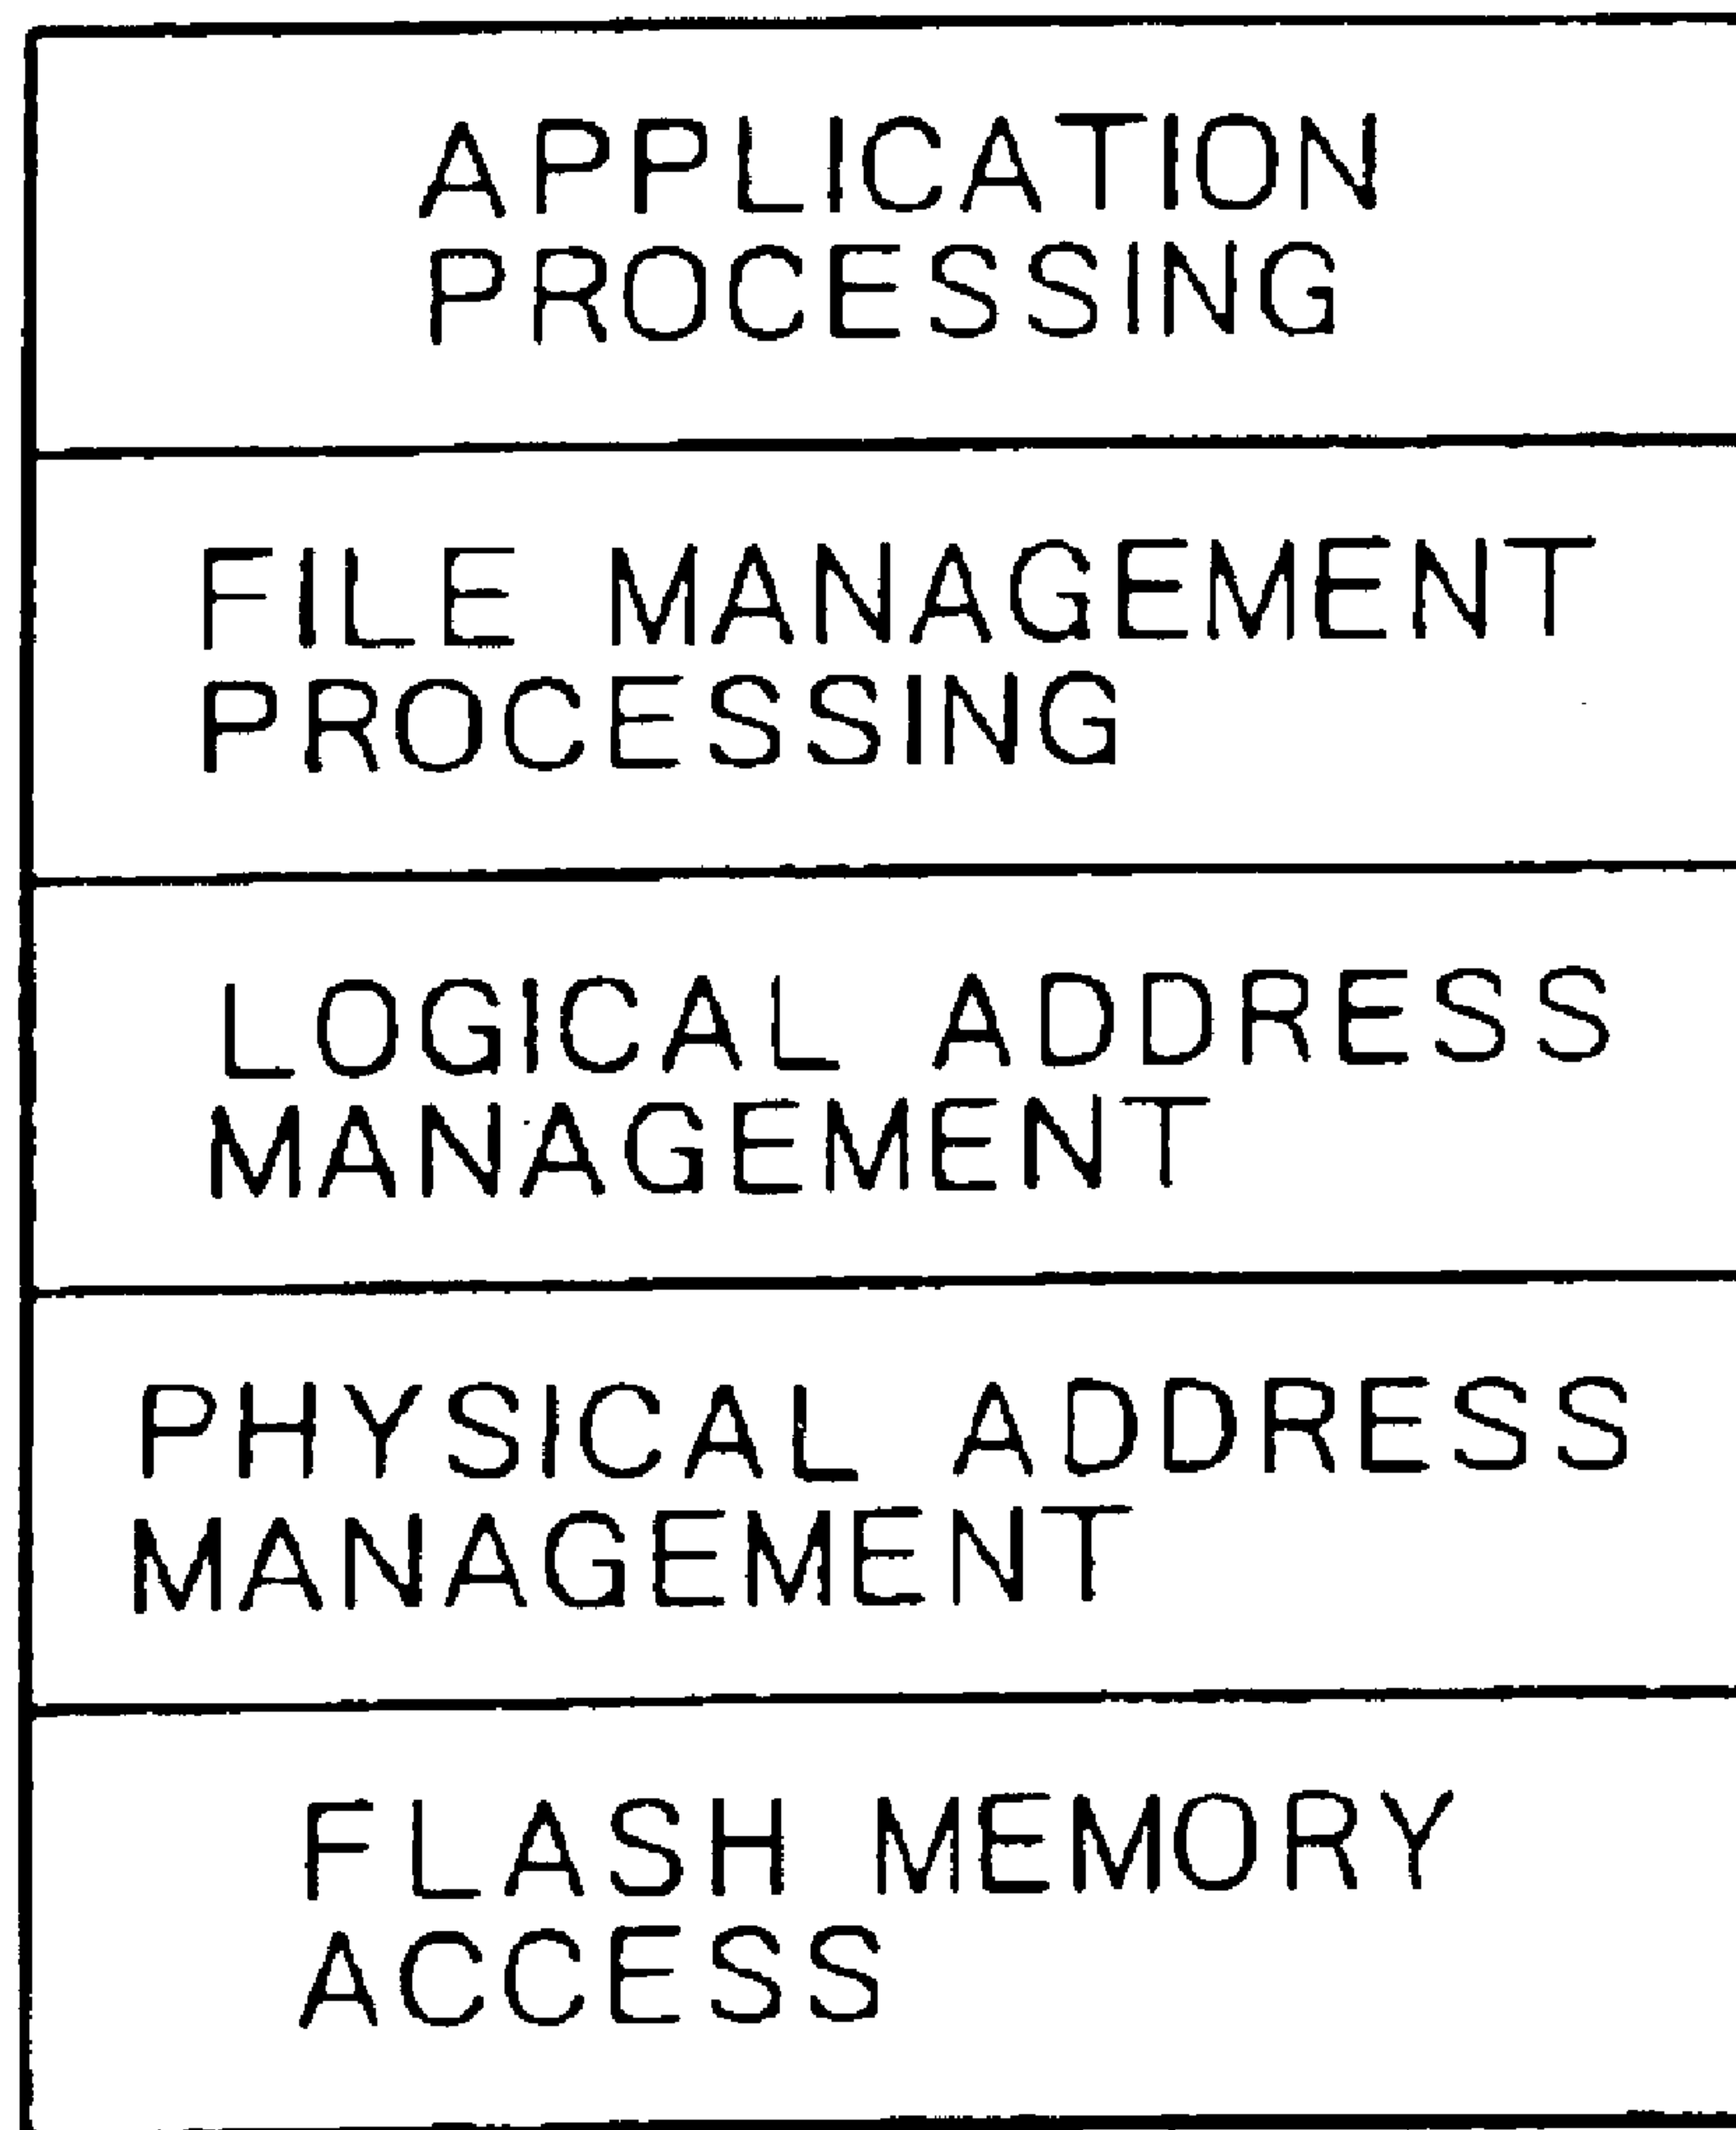 APPLICATION
PROCESSING
FILE MANAGEMENT
PROCESSING
LOGICAL ADDRESS
MANAGEMENT
PHYSICAL ADDRESS
MANAGEMENT
FLASH MEMORY
ACCESS